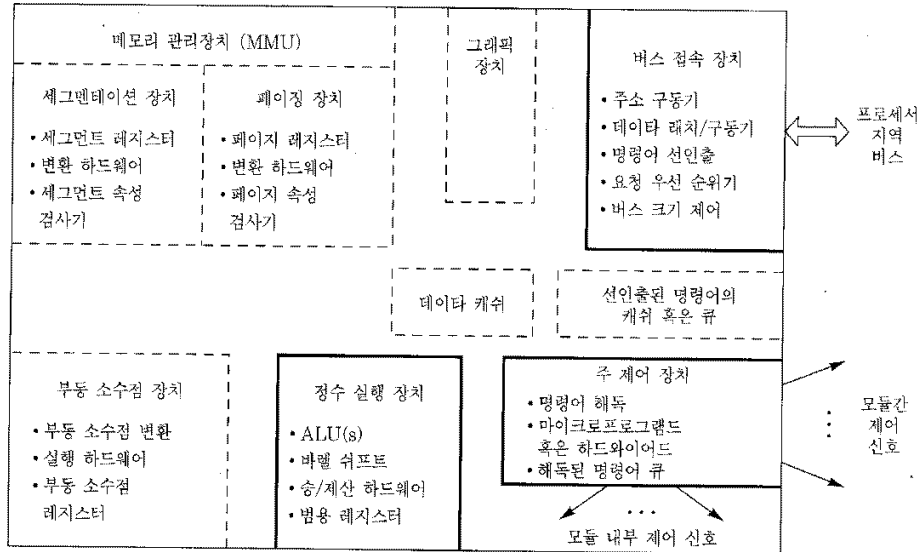 메모리 관리장치 (MMU)
세그멘테이션 장치
• 세그먼트 레지스터
• 변환 하드웨어
• 세그먼트 속성
검사기
페이징 장치
• 페이지 래지스터
• 변환 하드웨어
• 페이지 속성
검사기
그래픽
장치
버스 접속 장치
• 주소 구동기
• 데이타 래치/구동기
• 명령어 선인출
• 요청 우선 순위기
• 버스 크기 제어
프로세서
지역
버스
데이타 캐쉬
선인출된 명령어의
캐쉬 혹은 큐
부동 소수점 장치
• 부동 소수점 변환
• 실행 하드웨어
• 부동 소수점
레지스터
정수 실행 장치
• ALU(s)
• 바렐 쉬프트
• 승/제산 하드웨어
• 범용 레지스터
주 제어 장치
• 명령어 해독
• 마이크로프로그램드
혹은 하드와이어드
• 해독된 명령어 큐
모듈간
제어
신호
모듈 내부 제어 신호